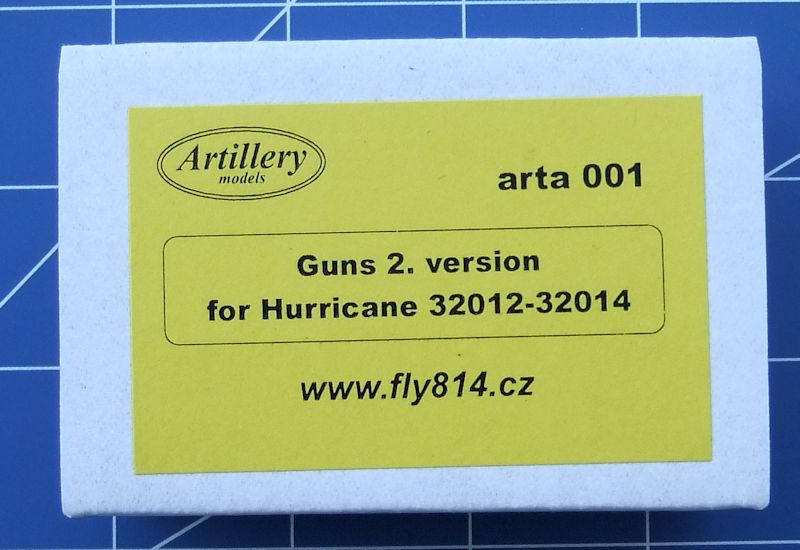 Artillery
models
arta 001
Guns 2. version
for Hurricane 32012-32014
www.fly814.cz